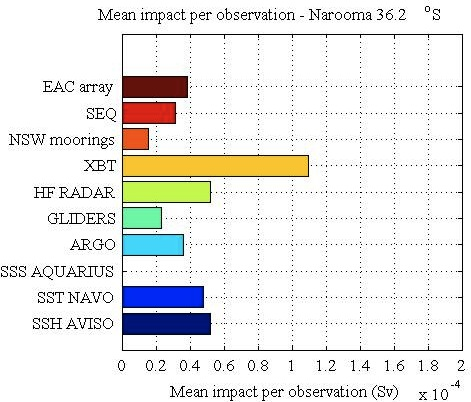 Mean impact per observation - Narooma 36.2 °S
EAC array
SEQ
NSW moorings
XBT
HF RADAR
GLIDERS
ARGO
SSS AQUARIUS
SST NAVO
SSH AVISO
0 0.2 0.4 0.6 0.8 1 1.2 1.4 1.6 1.8 2
Mean impact per observation (Sv) x 10-4